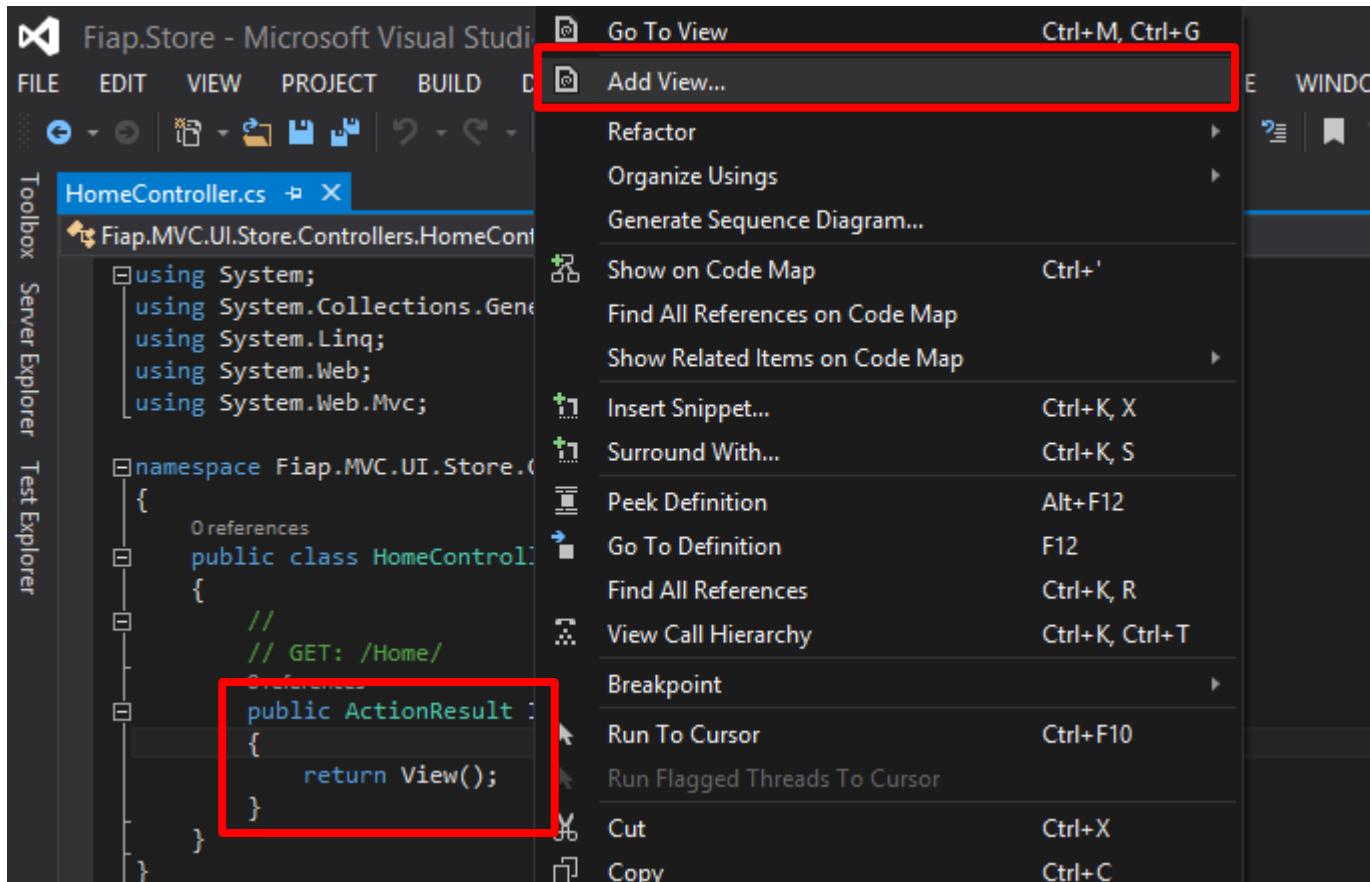 Fiap.Store - Microsoft Visual Studi
FILE EDIT VIEW PROJECT BUILD D E WINDO
Toolbox
Server Explorer
Test Explorer
HomeController.cs
Fiap.MVC.UI.Store.Controllers.HomeCont
using System;
using System.Collections.Gene
using System.Linq;
using System.Web;
using System.Web.Mvc;
namespace Fiap.MVC.UI.Store.C
{
0 references
public class HomeControll
{
//
// GET: /Home/
0 references
public ActionResult I
{
return View();
}
}
}
Go To View Ctrl+M, Ctrl+G
Add View...
Refactor
Organize Usings
Generate Sequence Diagram...
Show on Code Map Ctrl+'
Find All References on Code Map
Show Related Items on Code Map
Insert Snippet... Ctrl+K, X
Surround With... Ctrl+K, S
Peek Definition Alt+F12
Go To Definition F12
Find All References Ctrl+K, R
View Call Hierarchy Ctrl+K, Ctrl+T
Breakpoint
Run To Cursor Ctrl+F10
Run Flagged Threads To Cursor
Cut Ctrl+X
Copy Ctrl+C